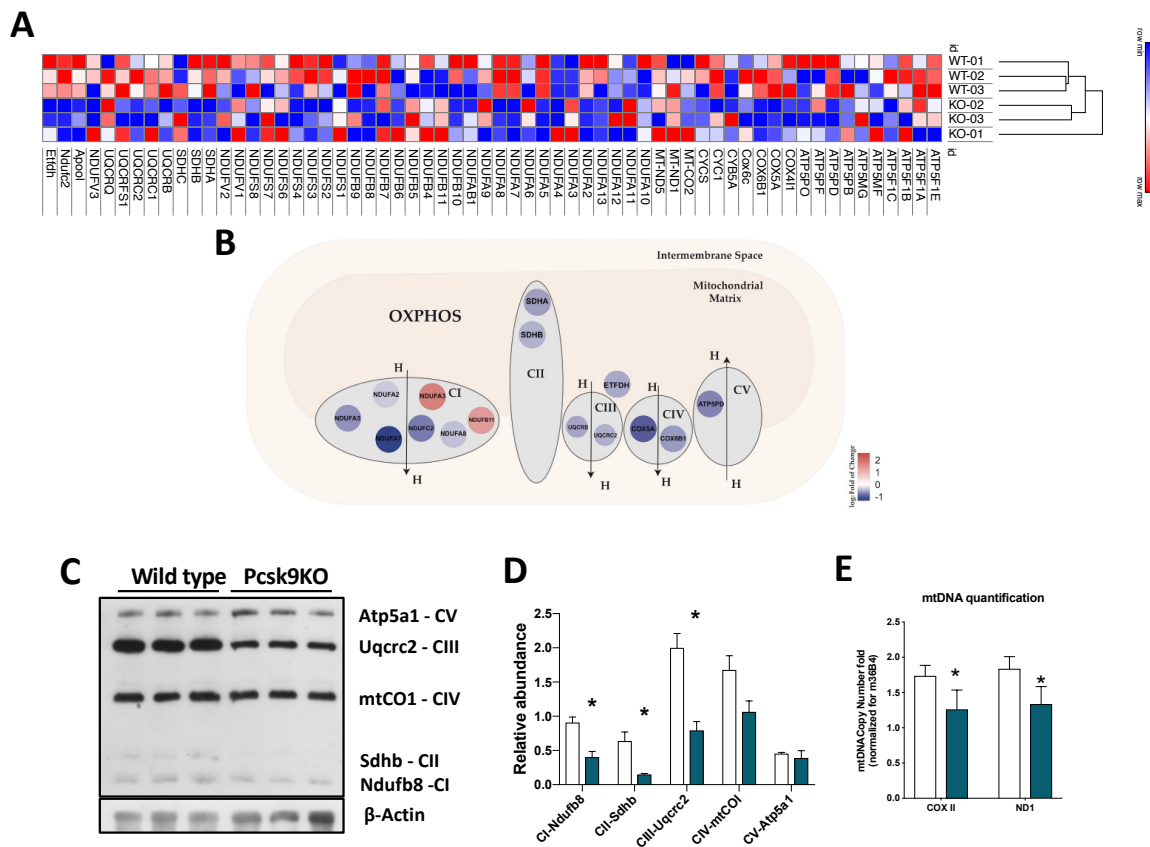 A
id
WT-01
WT-02
WT-03
KO-02
KO-03
KO-01
id
row min
row max
Etfdh
Ndufc2
Apool
NDUFV3
UQCRQ
UQCRFS1
UQCRC2
UQCRC1
UQCRB
SDHC
SDHB
SDHA
NDUFV2
NDUFV1
NDUFS8
NDUFS7
NDUFS6
NDUFS4
NDUFS3
NDUFS2
NDUFS1
NDUFB9
NDUFB8
NDUFB7
NDUFB6
NDUFB5
NDUFB4
NDUFB11
NDUFB10
NDUFAB1
NDUFA9
NDUFA8
NDUFA7
NDUFA6
NDUFA5
NDUFA4
NDUFA3
NDUFA2
NDUFA13
NDUFA12
NDUFA11
NDUFA10
MT-ND5
MT-ND1
MT-CO2
CYCS
CYC1
CYB5A
Cox6c
COX6B1
COX5A
COX4I1
ATP5PO
ATP5PF
ATP5PD
ATP5PB
ATP5MG
ATP5MF
ATP5F1C
ATP5F1B
ATP5F1A
ATP5F1E
B
Intermembrane Space
Mitochondrial
Matrix
OXPHOS
SDHA
SDHB
CII
H
H
H
H
CI
NDUFA2
NDUFA3
NDUFA5
NDUFC2
NDUFB11
NDUFA7
NDUFA8
ETFDH
CIII
UQCRB
UQCRC2
CIV
COX5A
COX6B1
CV
ATP5PD
H
H
H
H
log2Fold of Change
2
1
0
-1
C
Wild type Pcsk9KO
Atp5a1 - CV
Uqcrc2 - CIII
mtCO1 - CIV
Sdhb - CII
Ndufb8 -CI
β-Actin
D
Relative abundance
2.5
2.0
1.5
1.0
0.5
0.0
*
*
*
CI-Ndufb8
CII-Sdhb
CIII-Uqcrc2
CIV-mtCOI
CV-Atp5a1
E
mtDNA quantification
mtDNA Copy Number fold
(normalized for m36B4)
2.0
1.5
1.0
0.5
0.0
*
*
COX II
ND1